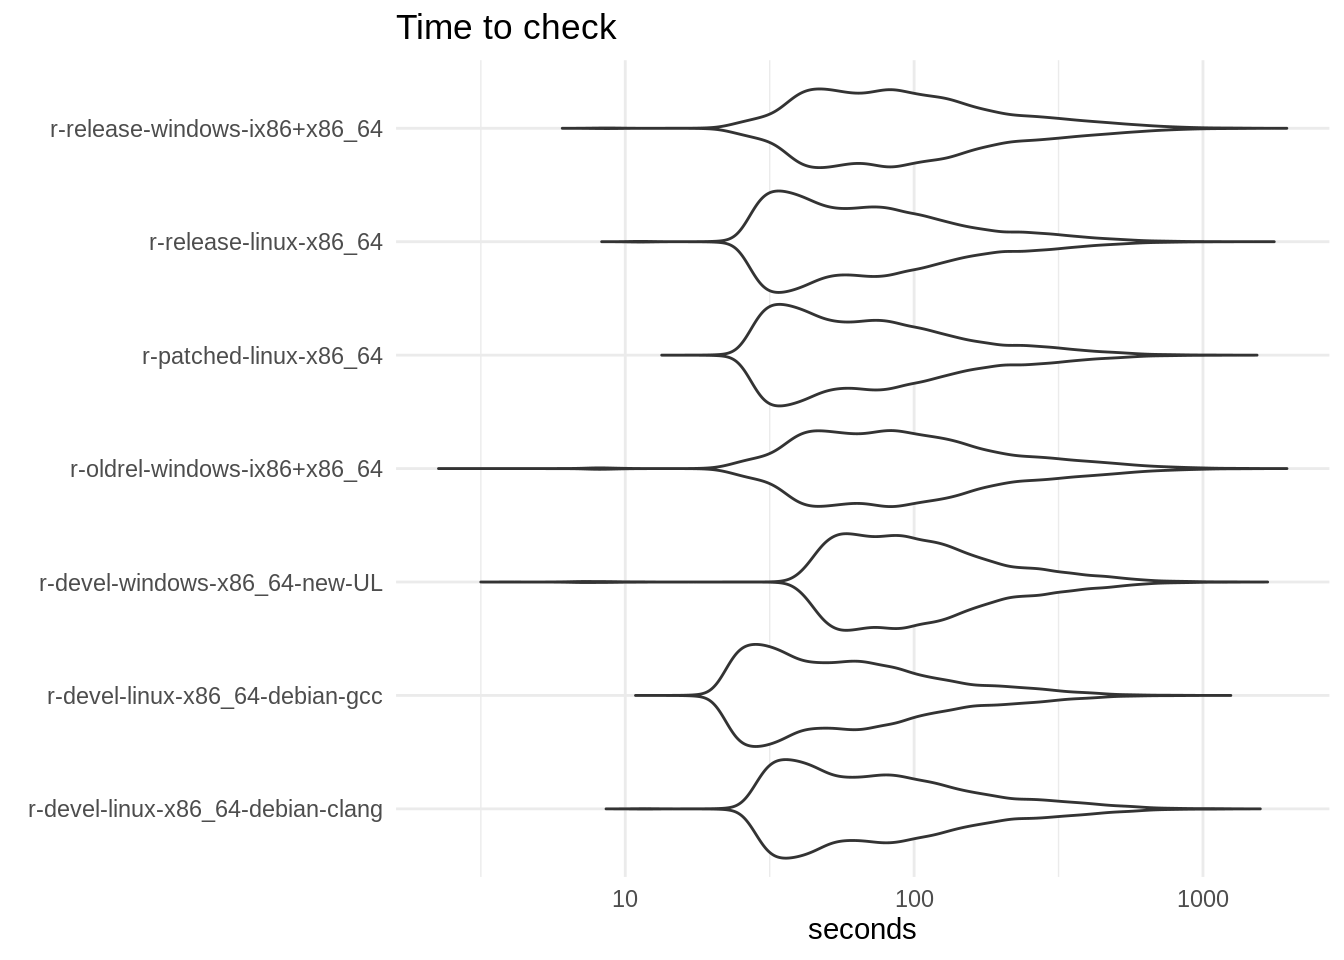 Time to check
r-release-windows-ix86+x86_64
r-release-linux-x86_64
r-patched-linux-x86_64
r-oldrel-windows-ix86+x86_64
r-devel-windows-x86_64-new-UL
r-devel-linux-x86_64-debian-gcc
r-devel-linux-x86_64-debian-clang
10 100 1000
seconds